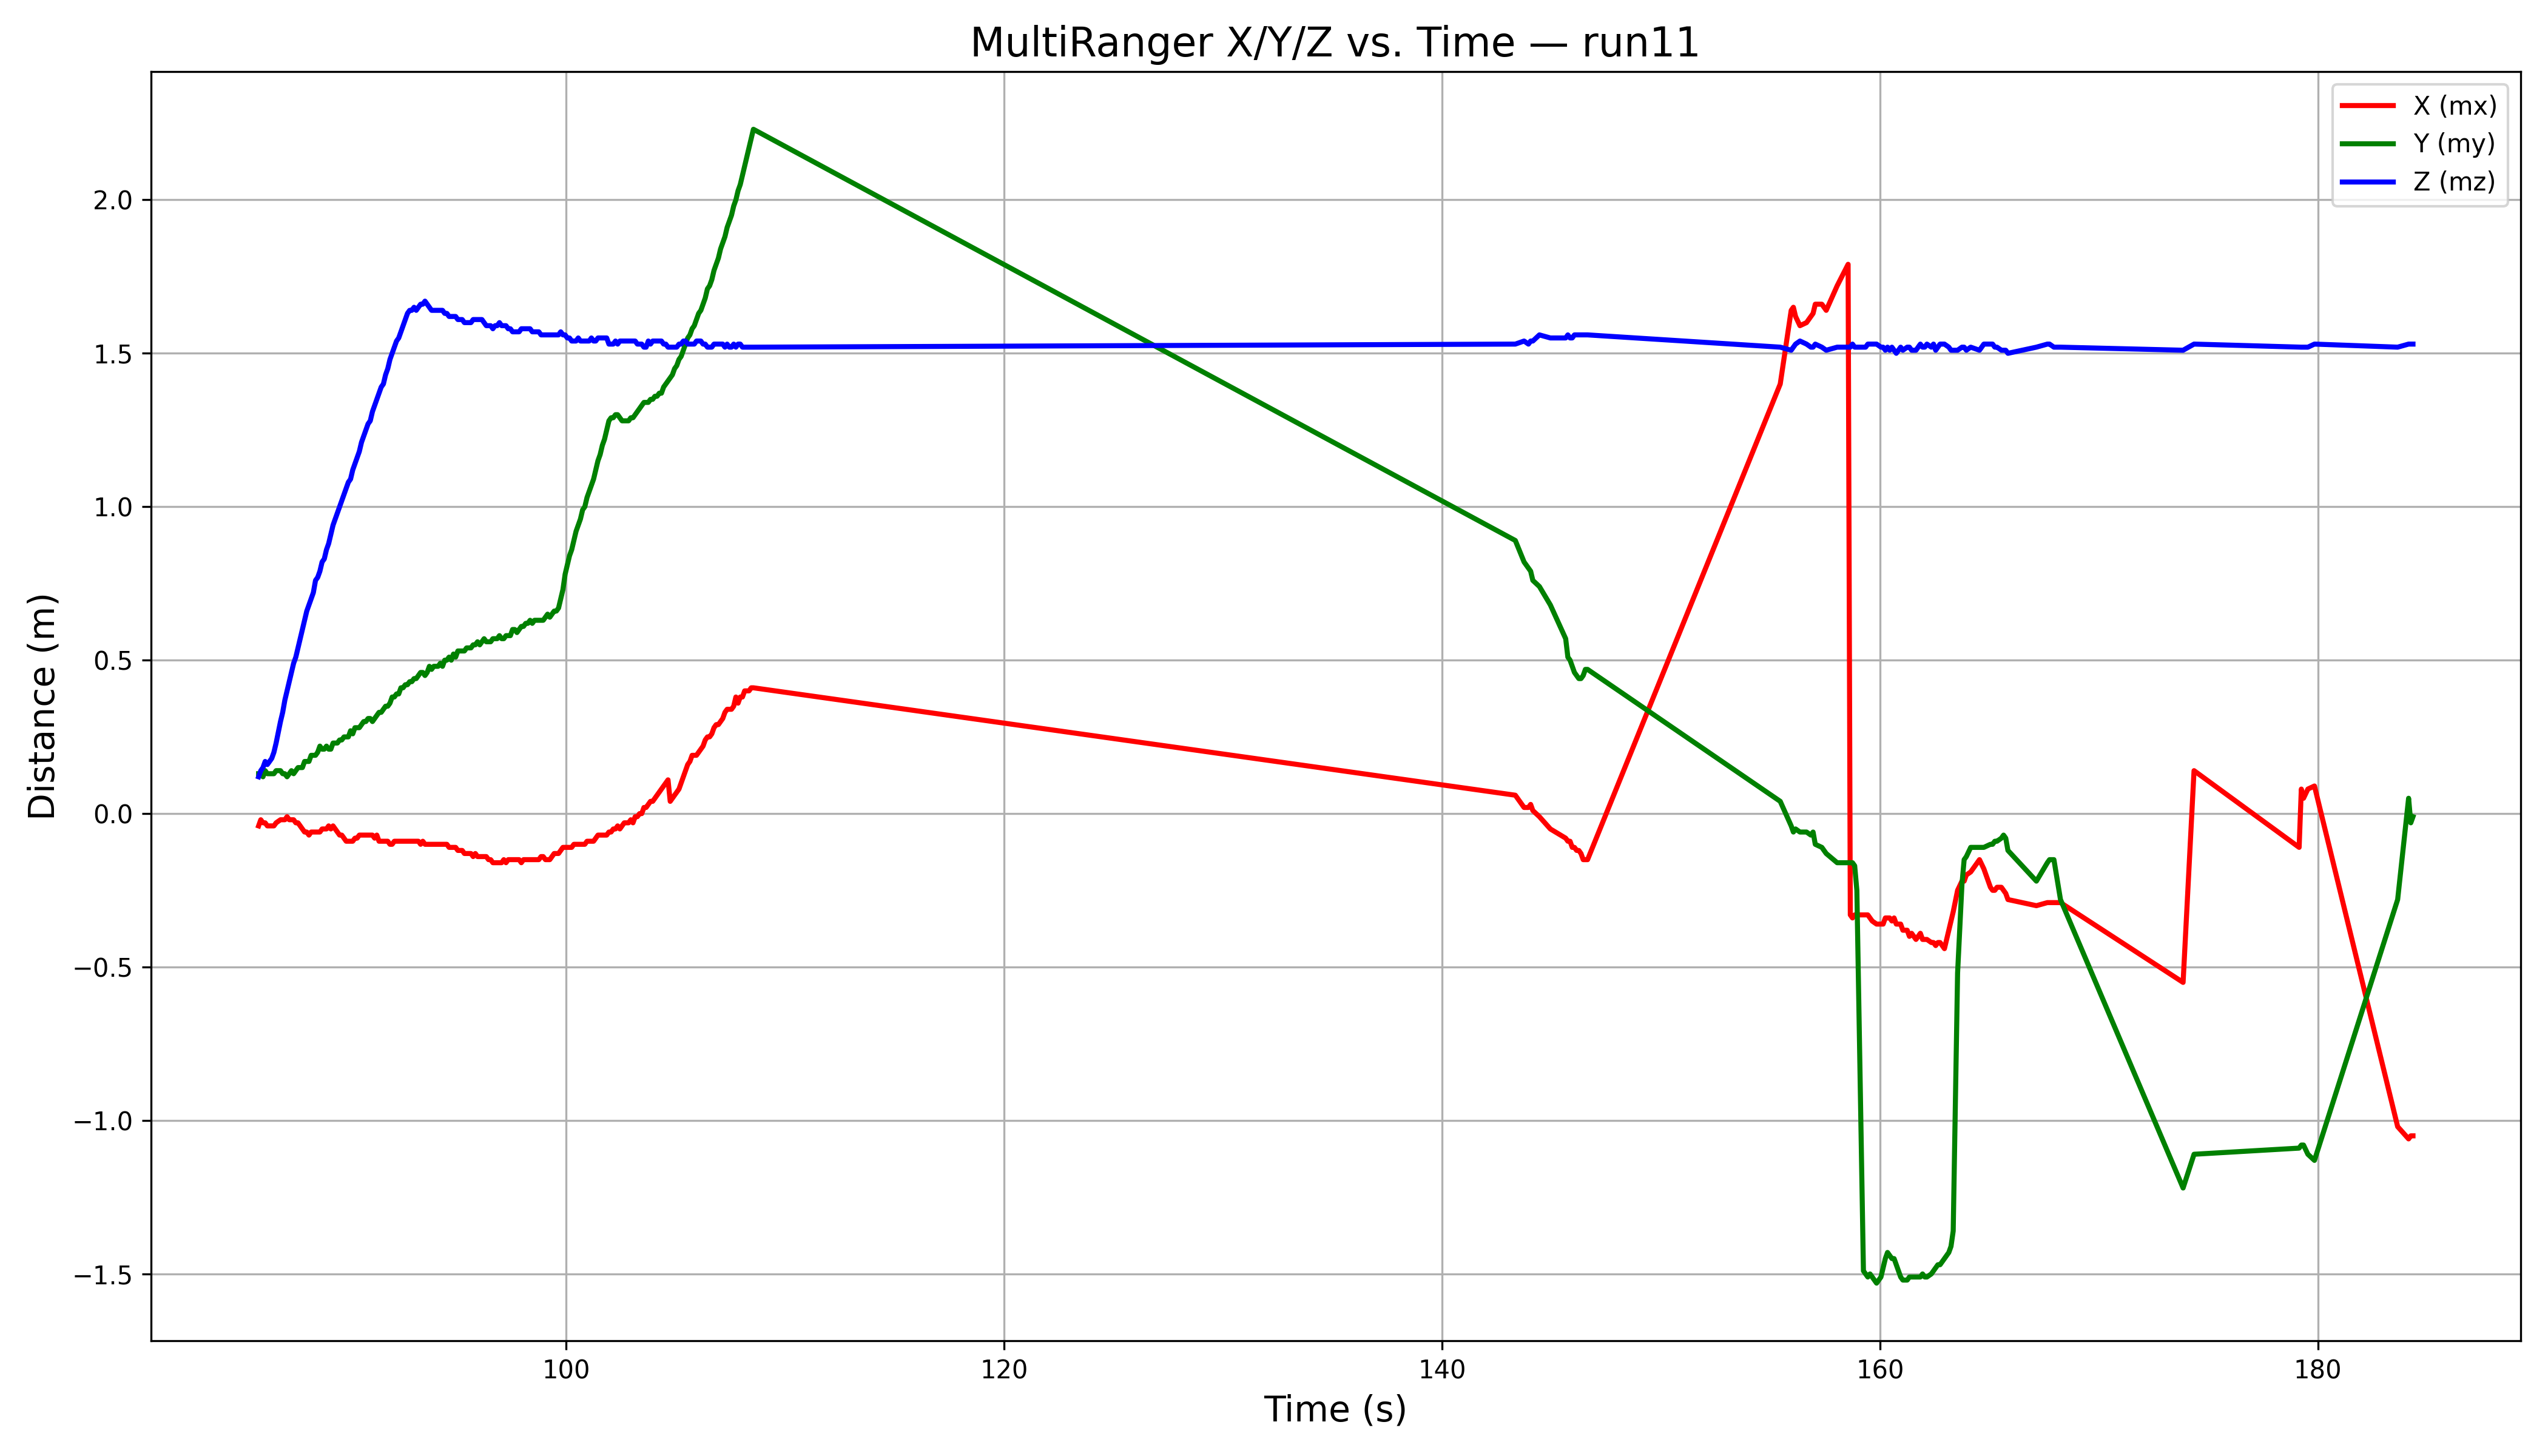 MultiRanger X/Y/Z vs. Time — run11
X (mx)
Y (my)
Z (mz)
Distance (m)
2.0
1.5
1.0
0.5
0.0
−0.5
−1.0
−1.5
100
120
140
160
180
Time (s)